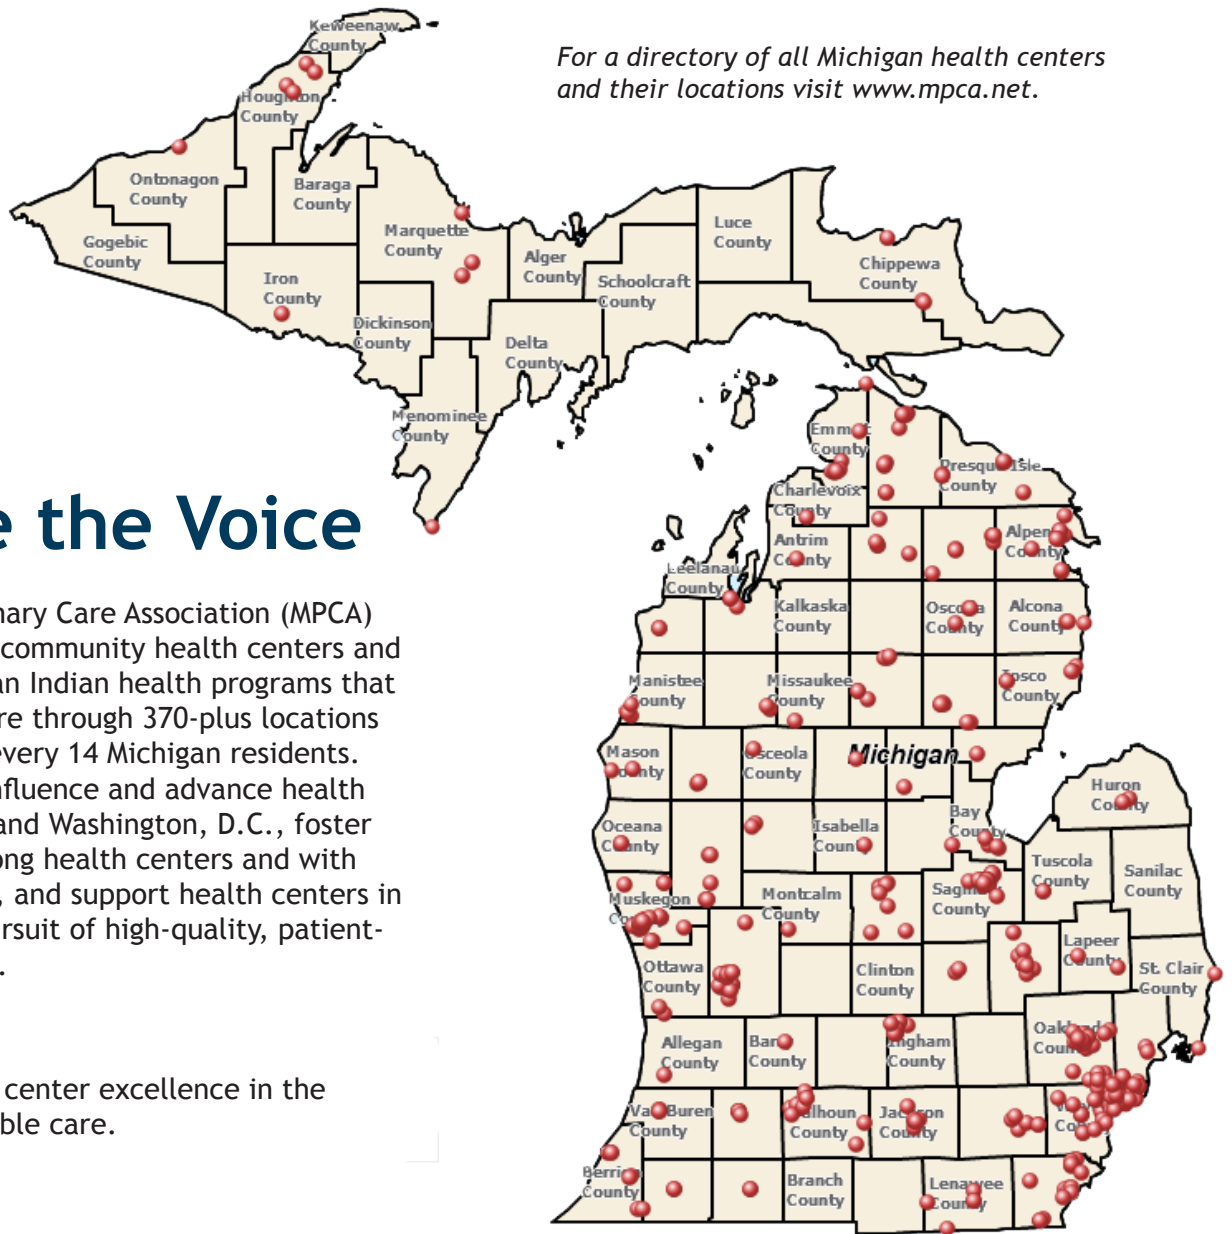 For a directory of all Michigan health centers
and their locations visit www.mpca.net.
Keweenaw
County
Houghton
County
Ontonagon
County
Baraga
County
Gogebic
County
Marquette
County
Iron
County
Alger
County
Luce
County
Chippewa
County
Schoolcraft
County
Dickinson
County
Delta
County
Menominee
County
e the Voice
nary Care Association (MPCA)
community health centers and
an Indian health programs that
re through 370-plus locations
every 14 Michigan residents.
nfluence and advance health
and Washington, D.C., foster
ong health centers and with
, and support health centers in
rsuit of high-quality, patient-
.
center excellence in the
ble care.
Emmet
County
Presque Isle
County
Charlevoix
County
Antrim
County
Alpena
County
Leelanau
County
Kalkaska
County
Oscoda
County
Alcona
County
Manistee
County
Missaukee
County
Iosco
County
Mason
County
Osceola
County
Michigan
Huron
County
Oceana
County
Isabella
County
Bay
County
Tuscola
County
Sanilac
County
Muskegon
County
Montcalm
County
Saginaw
County
Lapeer
County
Ottawa
County
Clinton
County
St. Clair
County
Allegan
County
Barry
County
Ingham
County
Oakland
County
Van Buren
County
Calhoun
County
Jackson
County
Wayne
County
Berrien
County
Branch
County
Lenawee
County